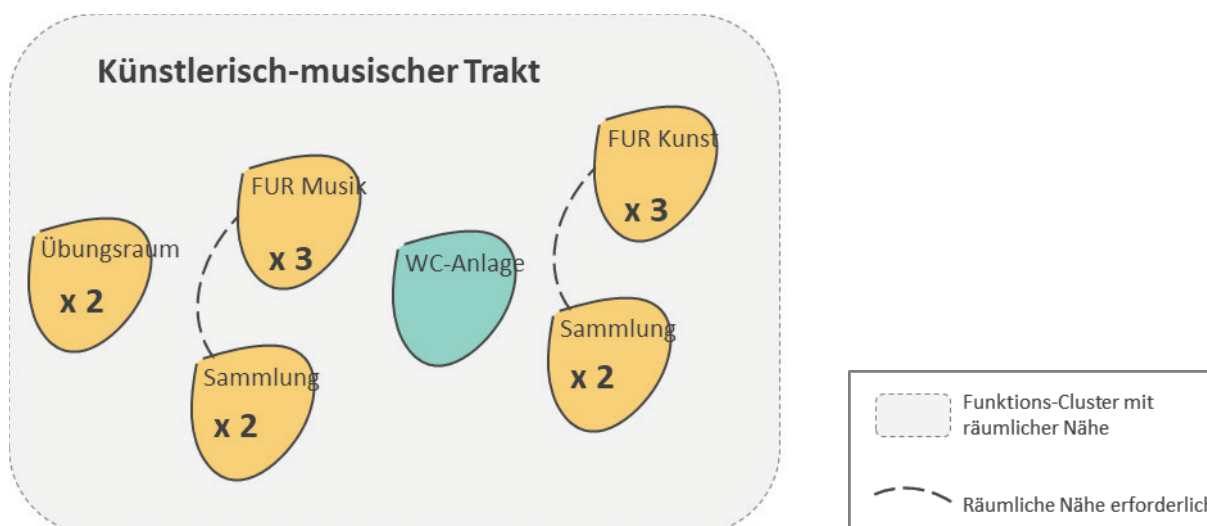 Künstlerisch-musischer Trakt
FUR Kunst
x 3
FUR Musik
x 3
Übungsraum
x 2
WC-Anlage
Sammlung
x 2
Sammlung
x 2
Funktions-Cluster mit
räumlicher Nähe
Räumliche Nähe erforderlich